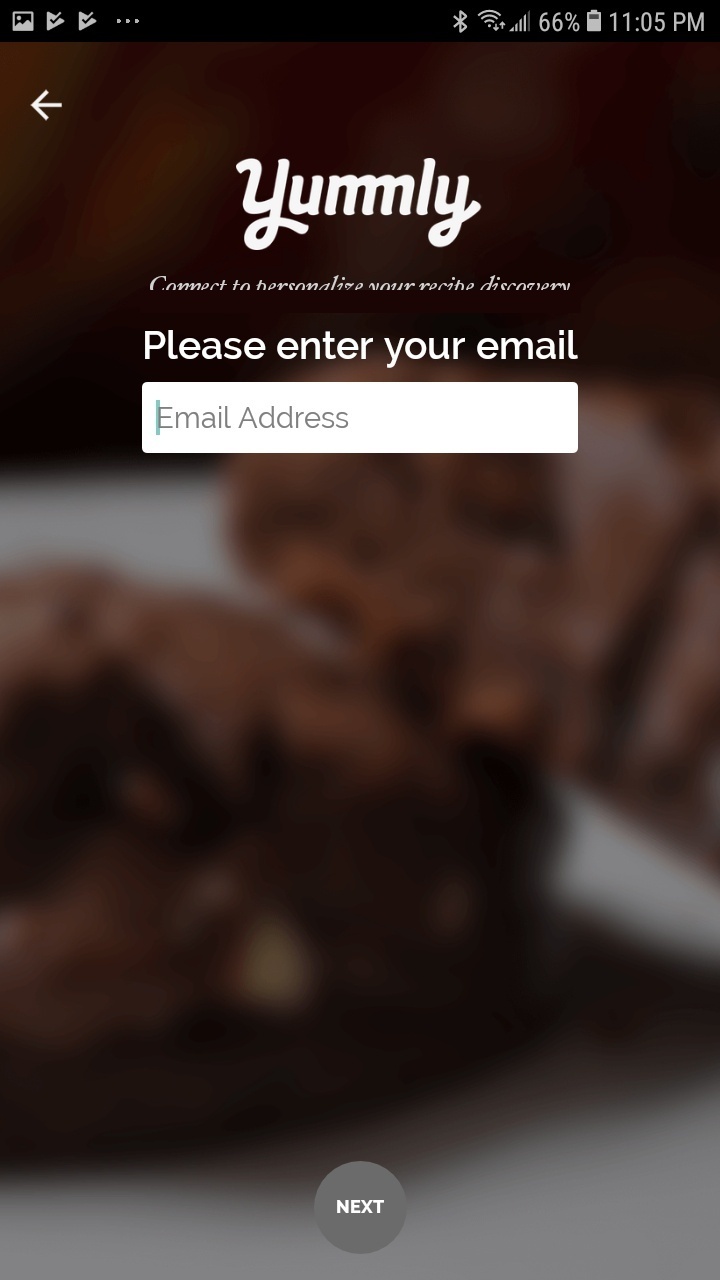 66% 11:05 PM
Yummly
Connect to personalize your recipe discovery
Please enter your email
Email Address
NEXT